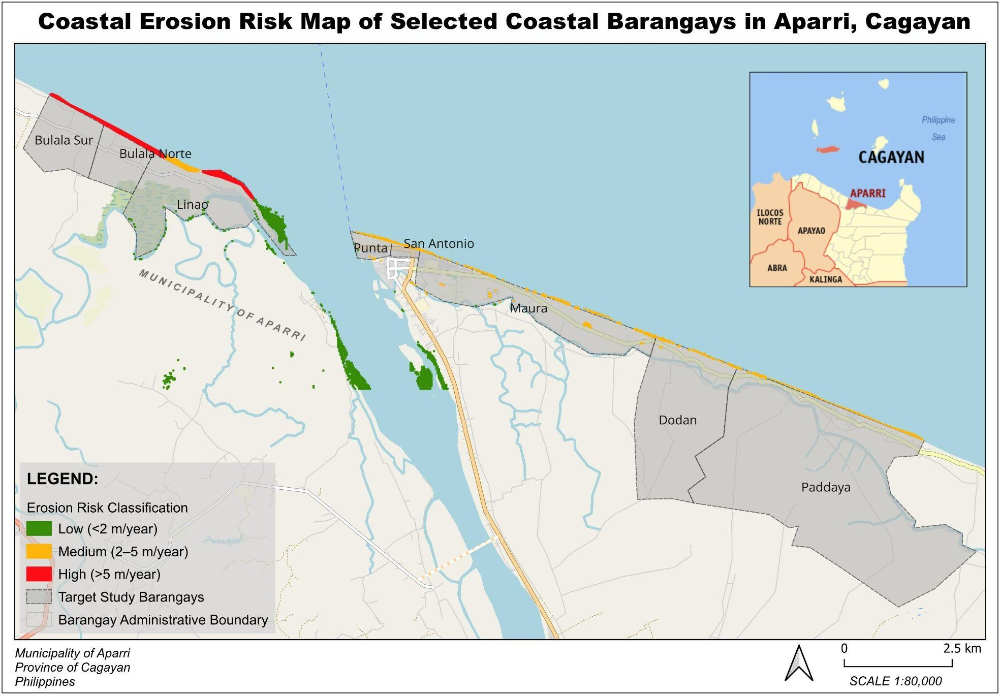 Coastal Erosion Risk Map of Selected Coastal Barangays in Aparri, Cagayan
Bulala Sur
Bulala Norte
Linao
MUNICIPALITY OF APARRI
Punta
San Antonio
Maura
Dodan
Paddaya
Philippine
Sea
CAGAYAN
APARRI
ILOCOS
NORTE
APAYAO
ABRA
KALINGA
LEGEND:
Erosion Risk Classification
Low (<2 m/year)
Medium (2–5 m/year)
High (>5 m/year)
Target Study Barangays
Barangay Administrative Boundary
Municipality of Aparri
Province of Cagayan
Philippines
0 2.5 km
SCALE 1:80,000